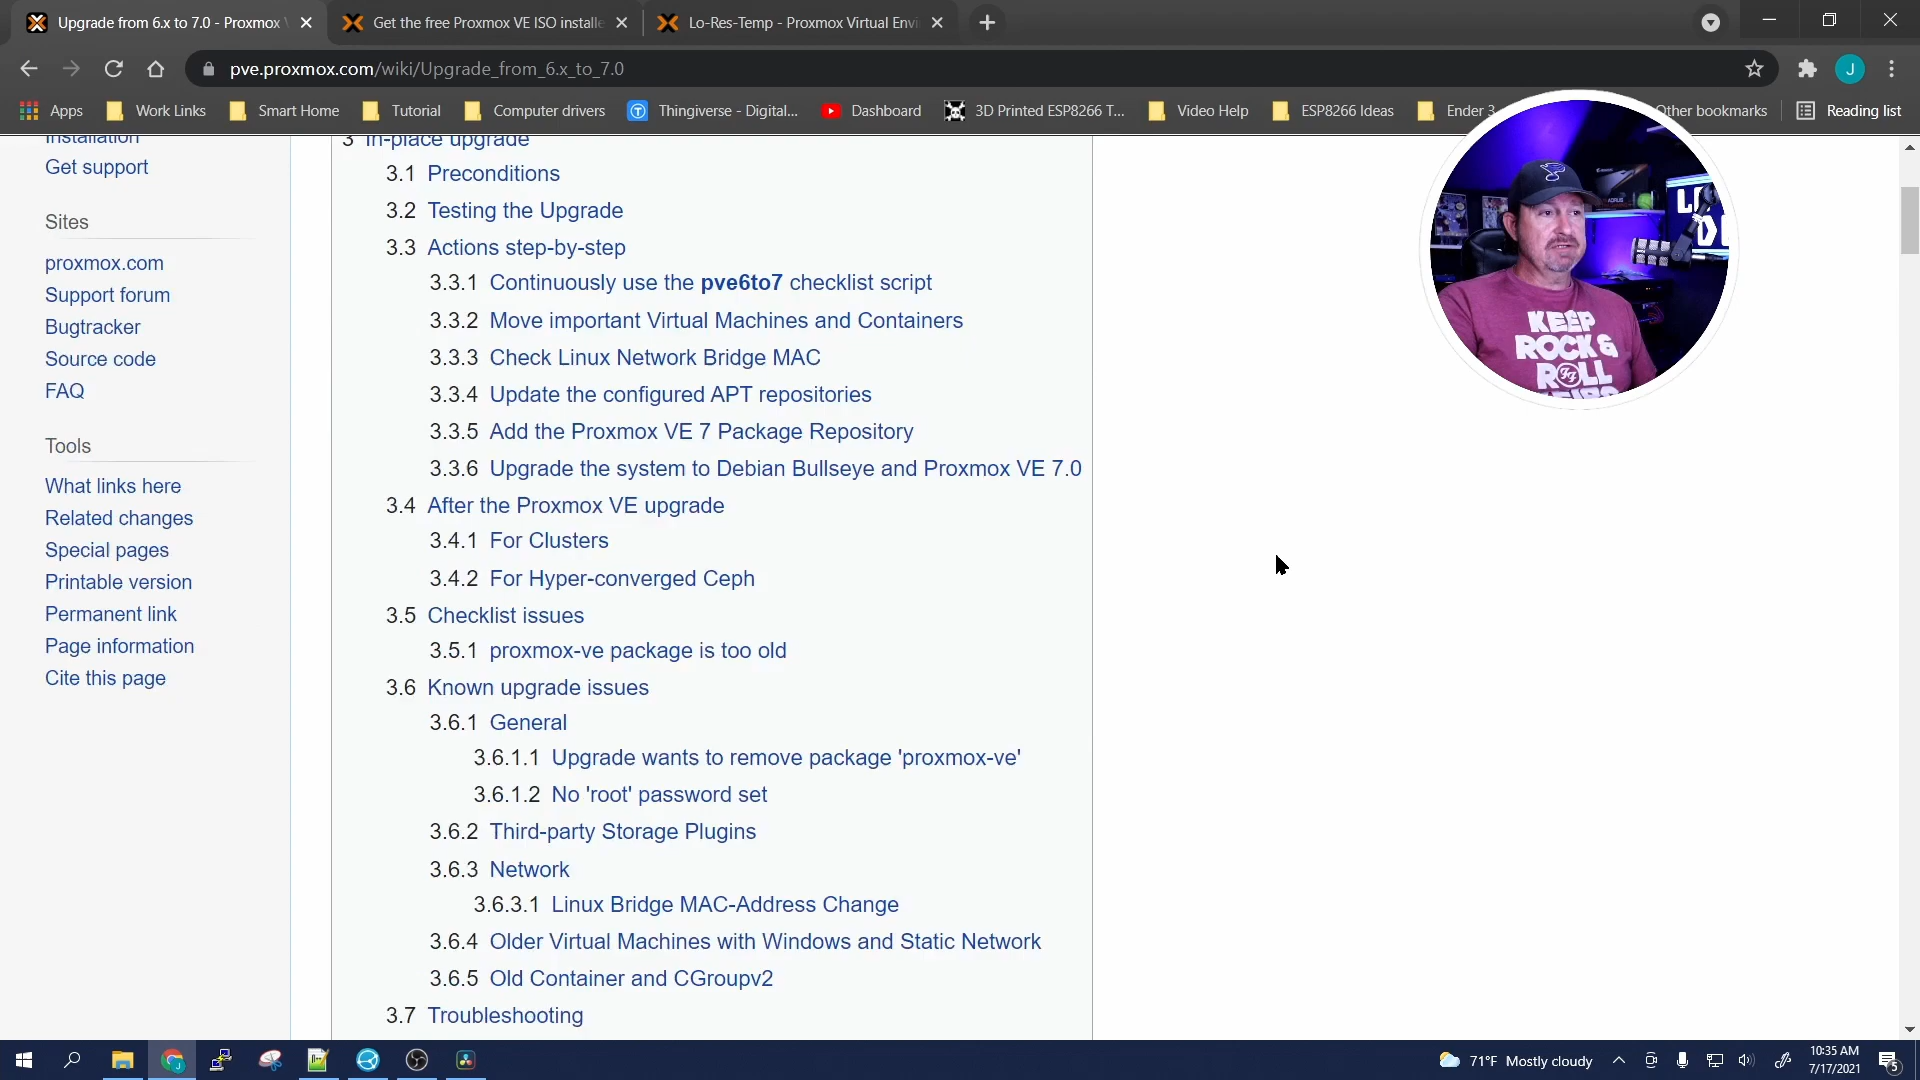 Upgrade from 6.x to 7.0 - Proxmox
Get the free Proxmox VE ISO installe
Lo-Res-Temp - Proxmox Virtual Envi
pve.proxmox.com/wiki/Upgrade_from_6.x_to_7.0
J
Apps
Work Links
Smart Home
Tutorial
Computer drivers
Thingiverse - Digital...
Dashboard
3D Printed ESP8266 T...
Video Help
ESP8266 Ideas
Ender 3
Other bookmarks
Reading list
Installation
Get support
Sites
proxmox.com
Support forum
Bugtracker
Source code
FAQ
Tools
What links here
Related changes
Special pages
Printable version
Permanent link
Page information
Cite this page
3 In-place upgrade
3.1 Preconditions
3.2 Testing the Upgrade
3.3 Actions step-by-step
3.3.1 Continuously use the pve6to7 checklist script
3.3.2 Move important Virtual Machines and Containers
3.3.3 Check Linux Network Bridge MAC
3.3.4 Update the configured APT repositories
3.3.5 Add the Proxmox VE 7 Package Repository
3.3.6 Upgrade the system to Debian Bullseye and Proxmox VE 7.0
3.4 After the Proxmox VE upgrade
3.4.1 For Clusters
3.4.2 For Hyper-converged Ceph
3.5 Checklist issues
3.5.1 proxmox-ve package is too old
3.6 Known upgrade issues
3.6.1 General
3.6.1.1 Upgrade wants to remove package 'proxmox-ve'
3.6.1.2 No 'root' password set
3.6.2 Third-party Storage Plugins
3.6.3 Network
3.6.3.1 Linux Bridge MAC-Address Change
3.6.4 Older Virtual Machines with Windows and Static Network
3.6.5 Old Container and CGroupv2
3.7 Troubleshooting
KEEP
ROCK &
ROLL
71°F Mostly cloudy
10:35 AM
7/17/2021
5